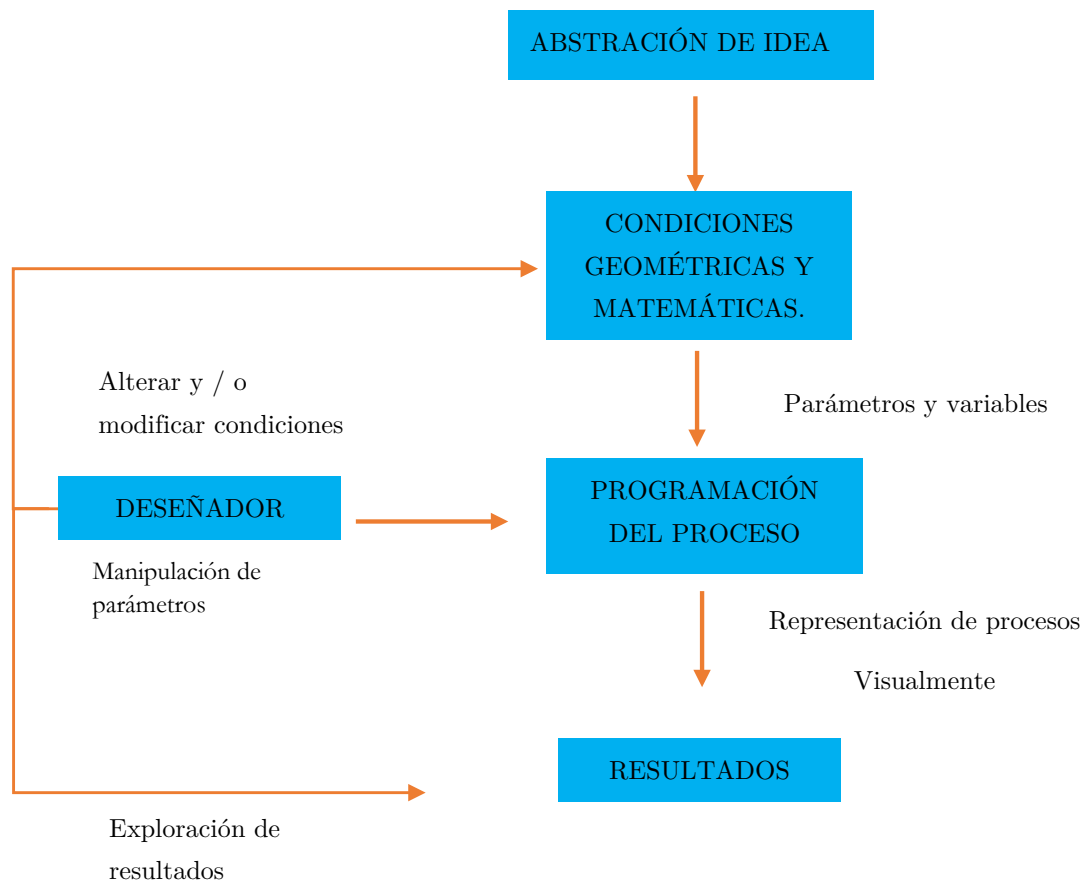 ABSTRACIÓN DE IDEA
CONDICIONES
GEOMÉTRICAS Y
MATEMÁTICAS.
Alterar y / o
modificar condiciones
Parámetros y variables
DESEÑADOR
PROGRAMACIÓN
DEL PROCESO
Manipulación de
parámetros
Representación de procesos
Visualmente
RESULTADOS
Exploración de
resultados